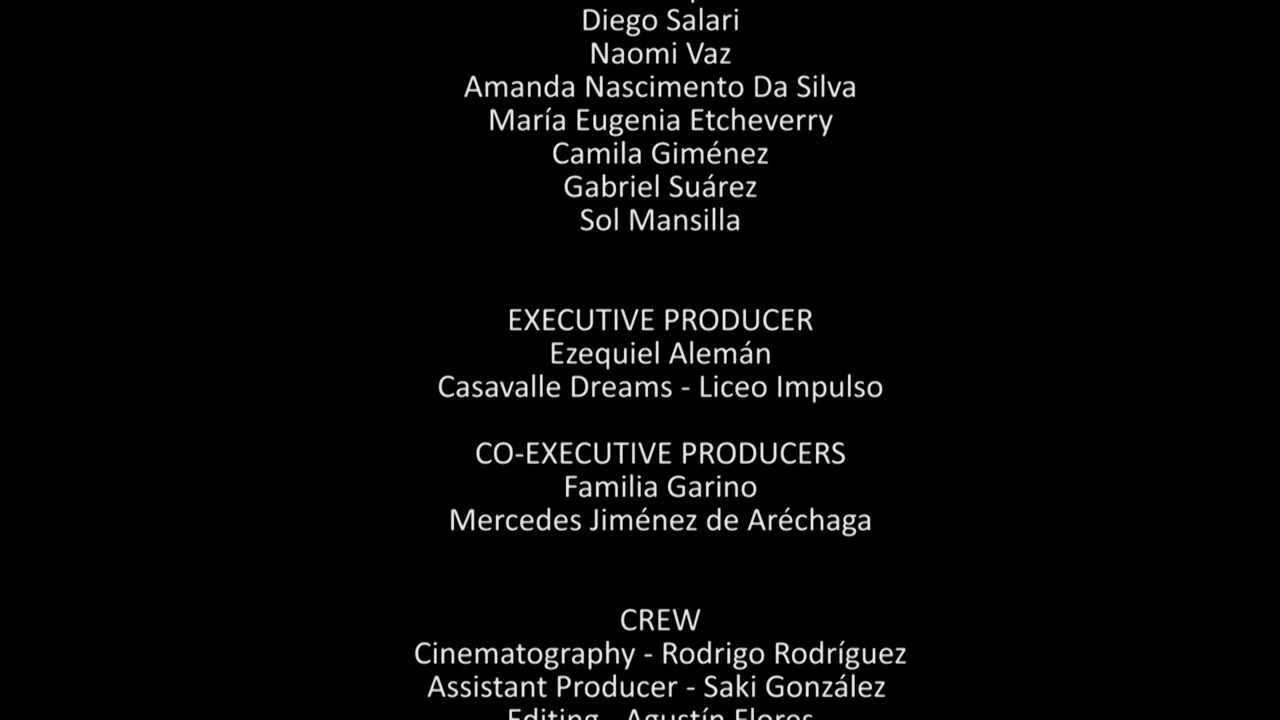 Diego Salari
Naomi Vaz
Amanda Nascimento Da Silva
María Eugenia Etcheverry
Camila Giménez
Gabriel Suárez
Sol Mansilla
EXECUTIVE PRODUCER
Ezequiel Alemán
Casavalle Dreams - Liceo Impulso
CO-EXECUTIVE PRODUCERS
Familia Garino
Mercedes Jiménez de Aréchaga
CREW
Cinematography - Rodrigo Rodríguez
Assistant Producer - Saki González
Editing - Agustín Flores